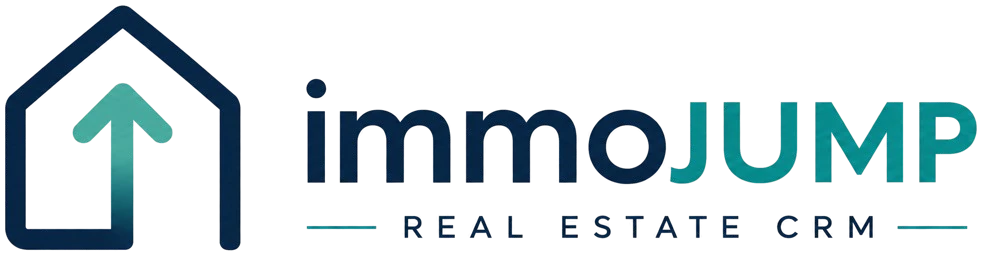 immoJUMP
REAL ESTATE CRM